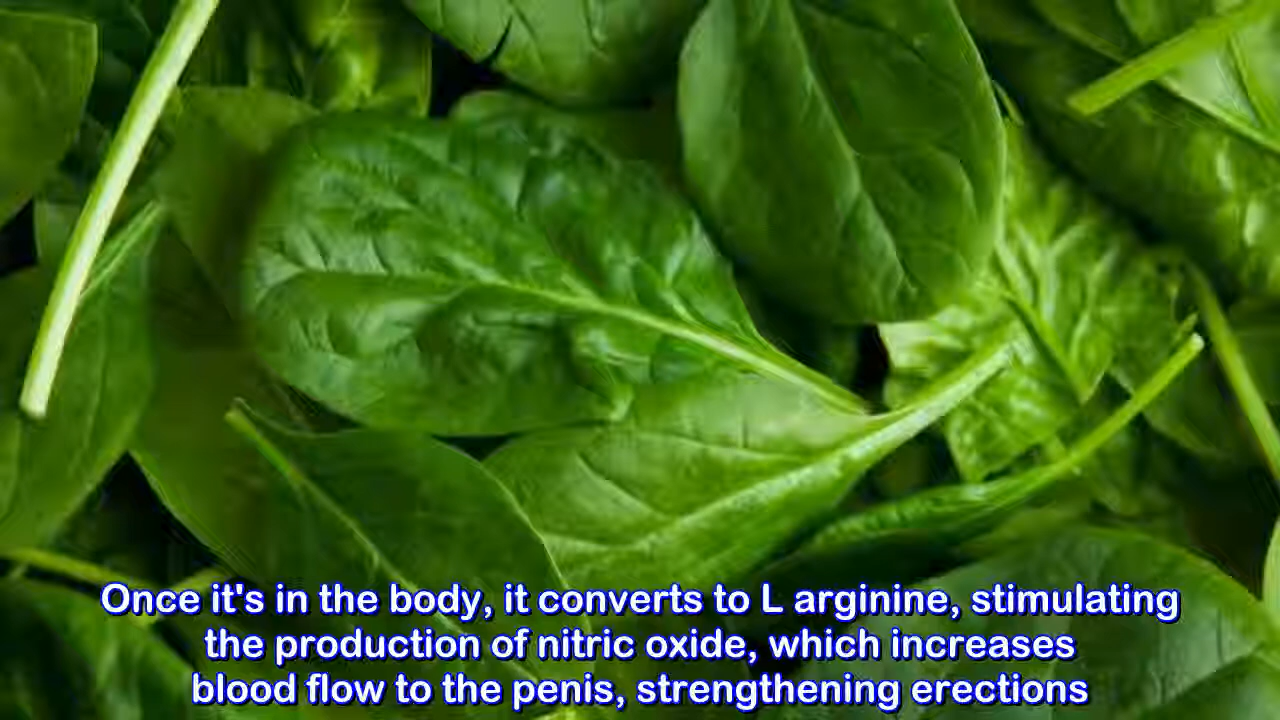 Once it's in the body, it converts to L arginine, stimulating
the production of nitric oxide, which increases
blood flow to the penis, strengthening erections